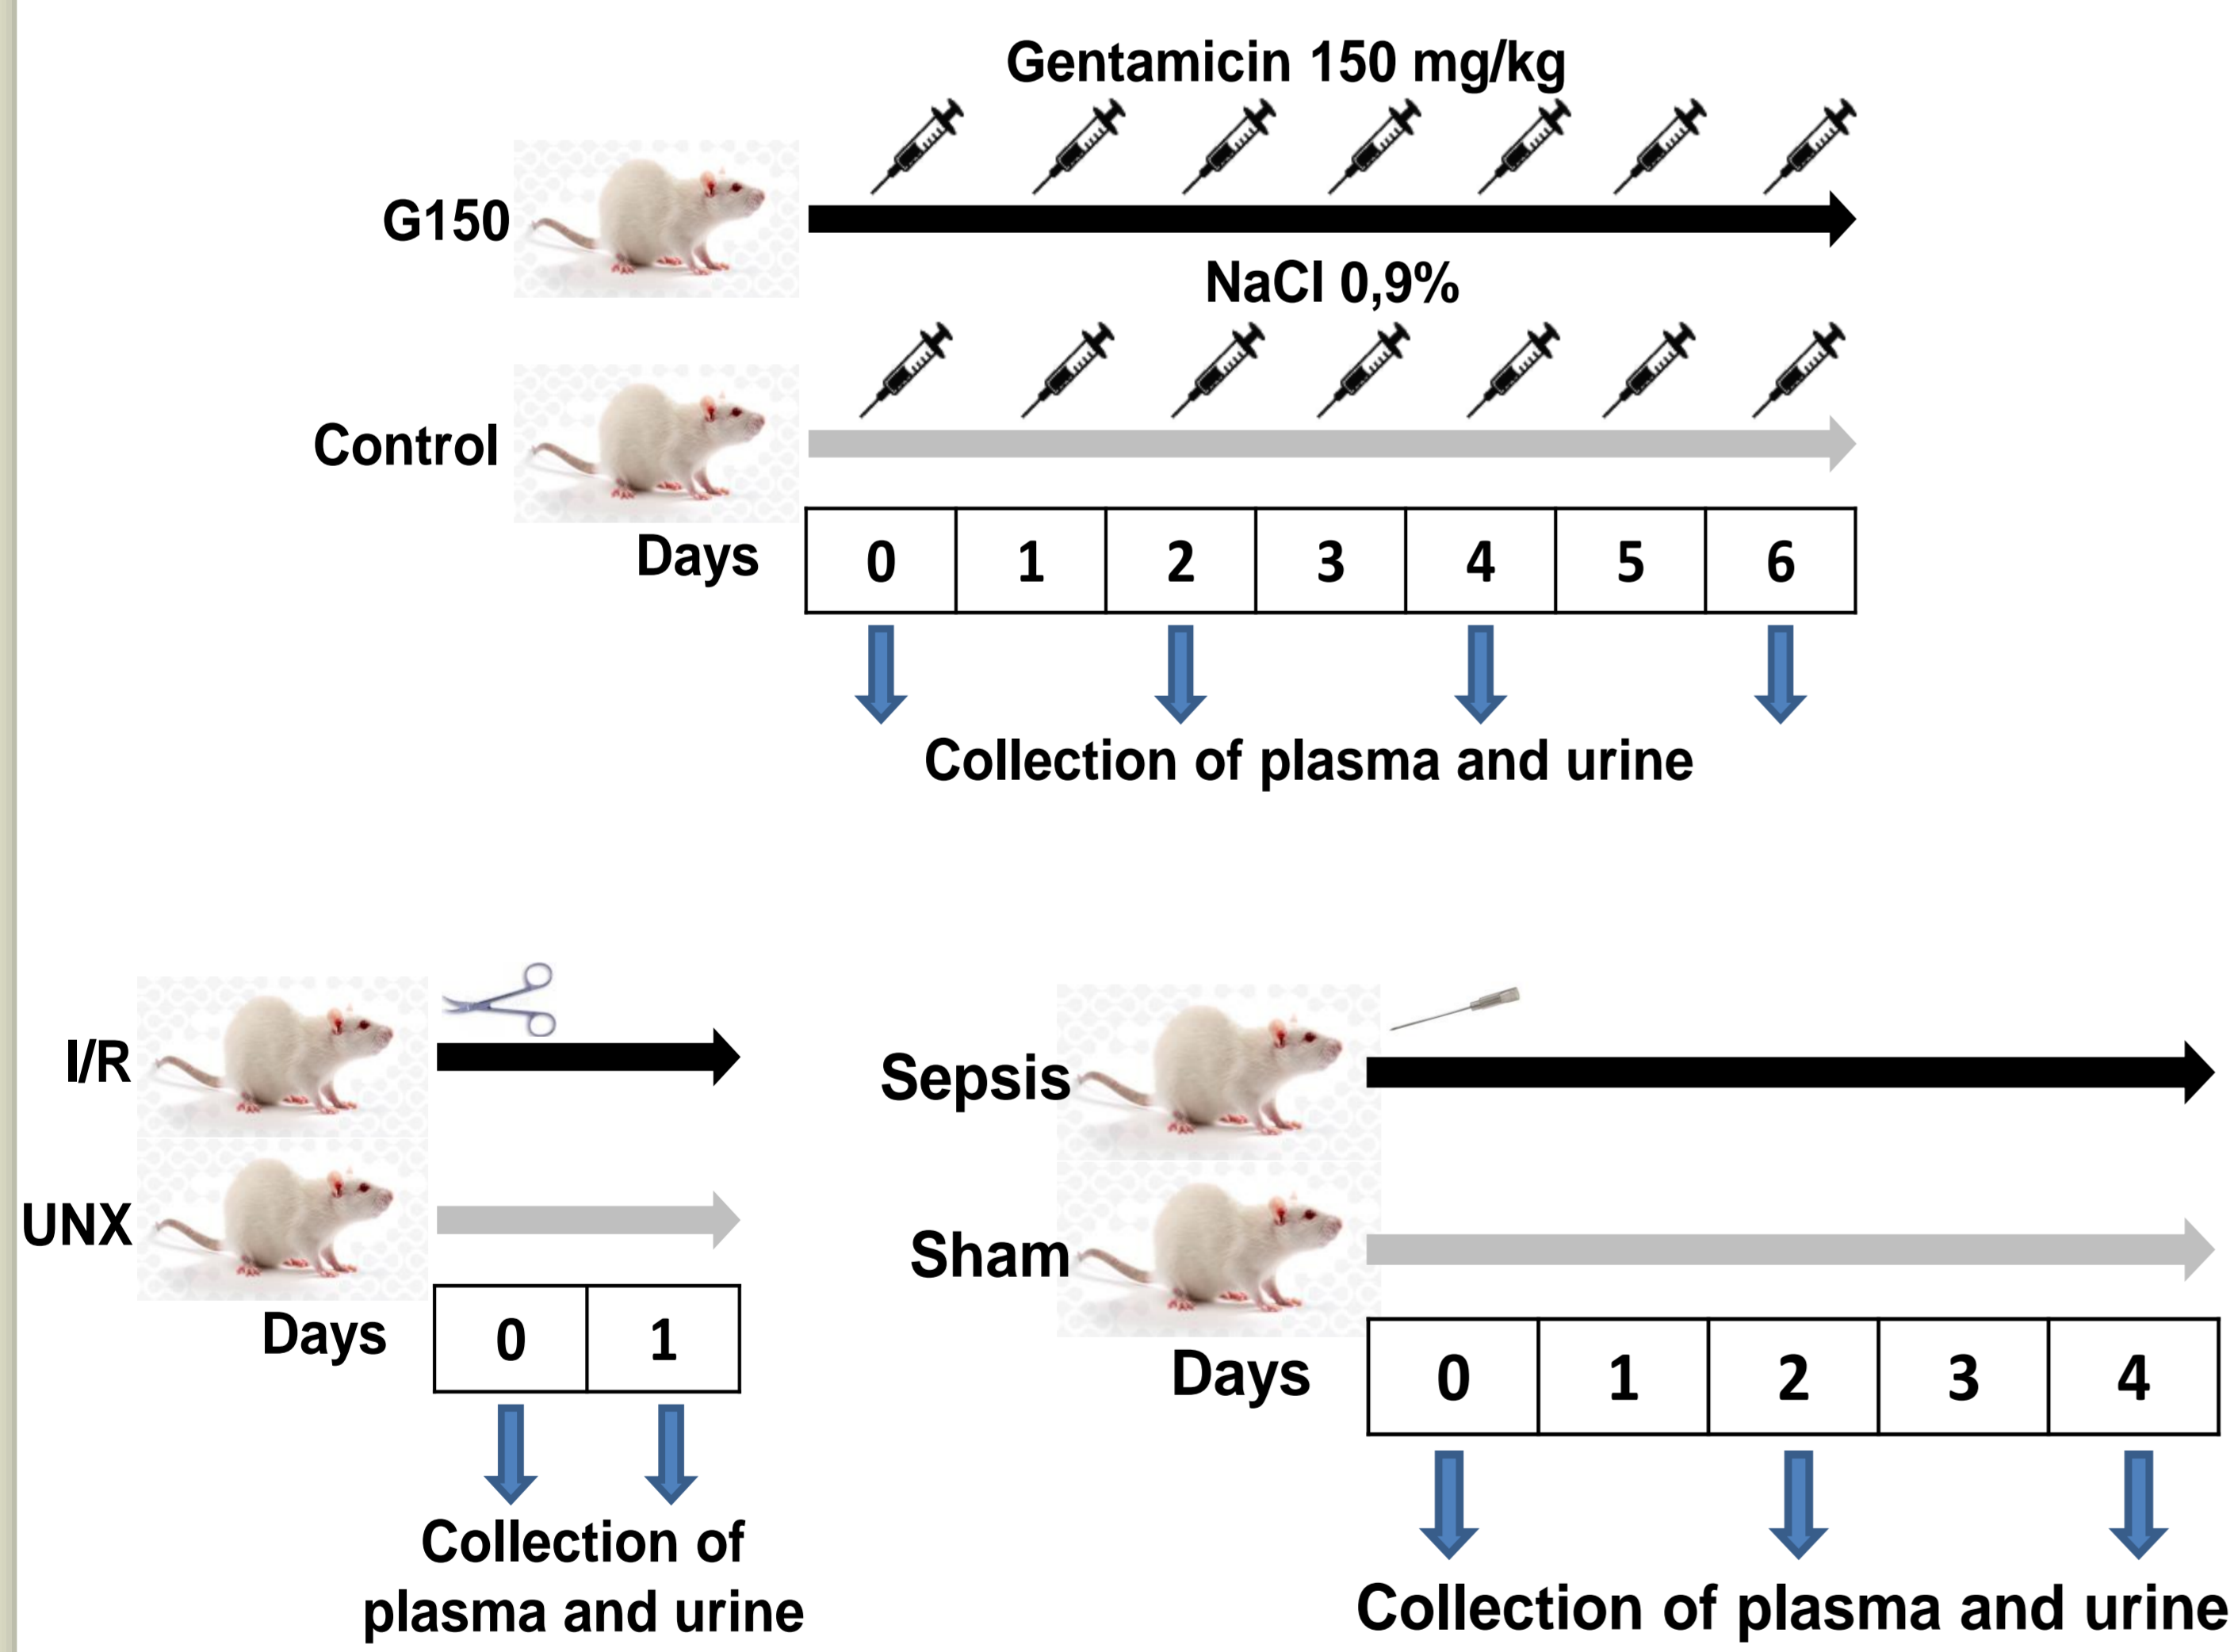 Gentamicin 150 mg/kg
G150
NaCl 0,9%
Control
Days 0 1 2 3 4 5 6
Collection of plasma and urine
I/R
UNX
Days 0 1
Collection of
plasma and urine
Sepsis
Sham
Days 0 1 2 3 4
Collection of plasma and urine